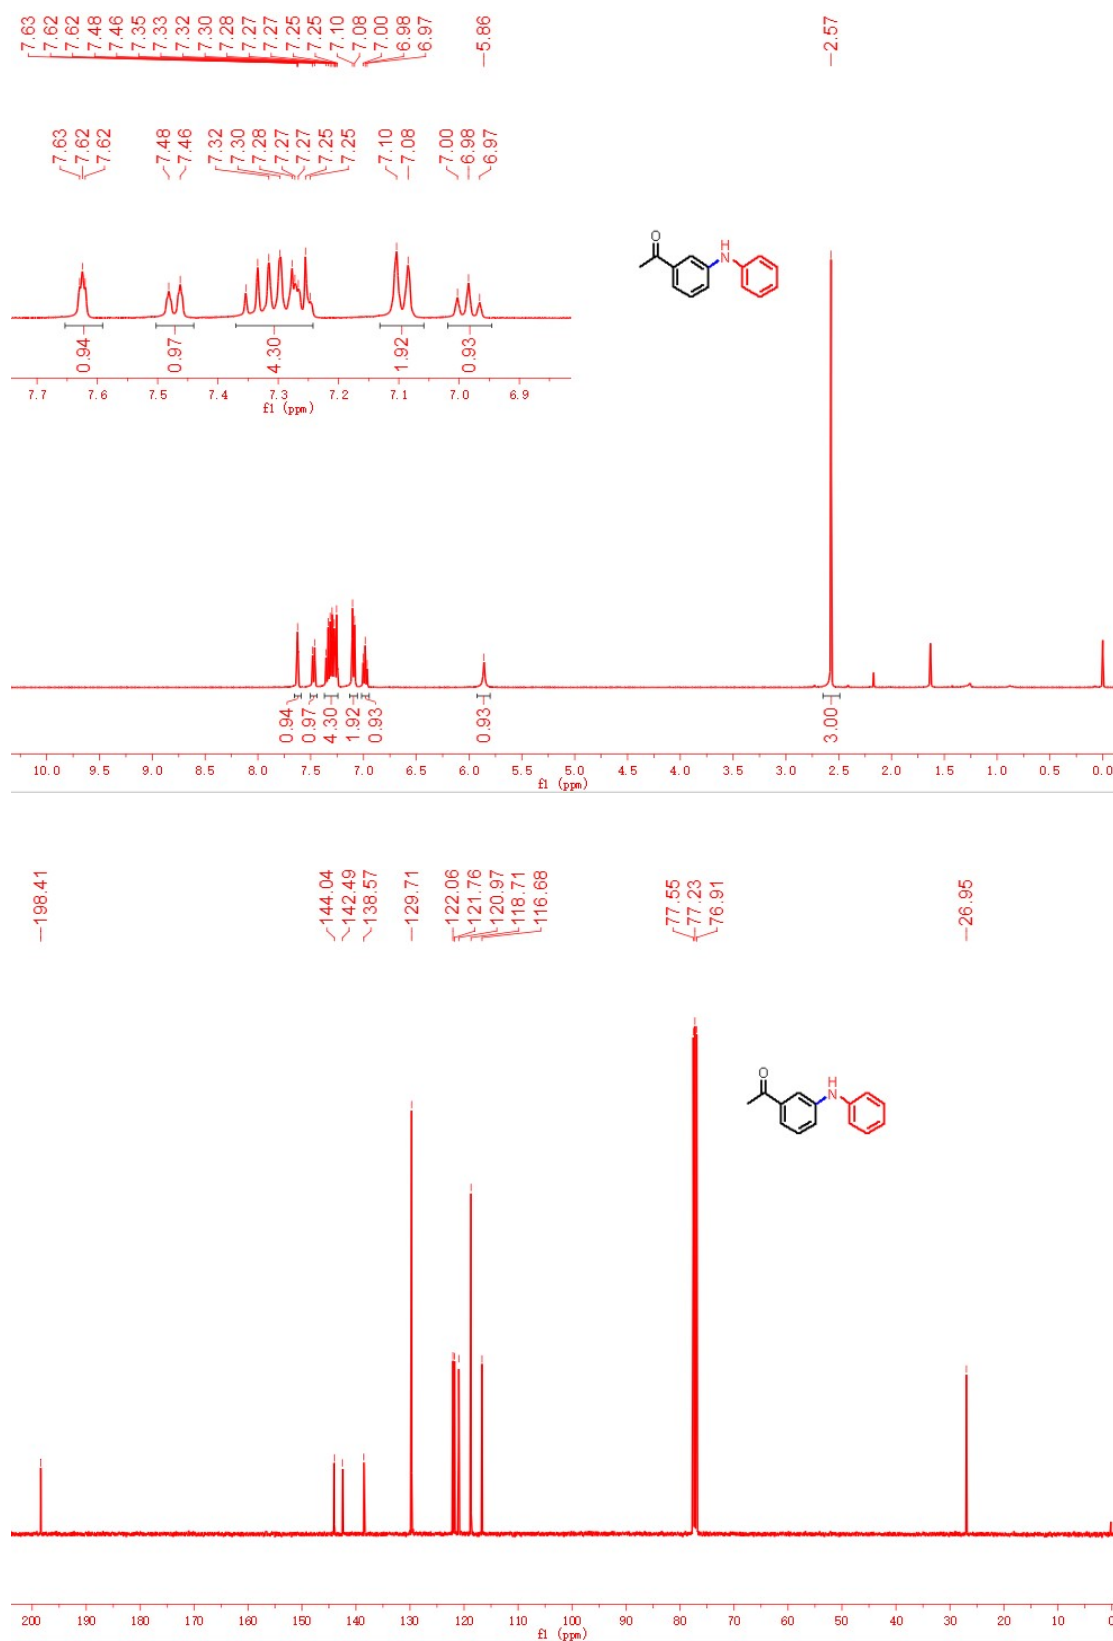 7.63 7.62 7.62 7.48 7.46 7.35 7.33 7.32 7.30 7.28 7.27 7.27 7.25 7.25 7.10 7.08 7.00 6.98 6.97 5.86 2.57
7.63 7.62 7.62 7.48 7.46 7.32 7.30 7.28 7.27 7.27 7.25 7.25 7.10 7.08 7.00 6.98 6.97
O
H
N
0.94 0.97 4.30 1.92 0.93
7.7 7.6 7.5 7.4 7.3 7.2 7.1 7.0 6.9
f1 (ppm)
0.94 0.97 4.30 1.92 0.93 0.93 3.00
10.0 9.5 9.0 8.5 8.0 7.5 7.0 6.5 6.0 5.5 5.0 4.5 4.0 3.5 3.0 2.5 2.0 1.5 1.0 0.5 0.0
f1 (ppm)
198.41 144.04 142.49 138.57 129.71 122.06 121.76 120.97 118.71 116.68 77.55 77.23 76.91 26.95
O
H
N
200 190 180 170 160 150 140 130 120 110 100 90 80 70 60 50 40 30 20 10 0
f1 (ppm)